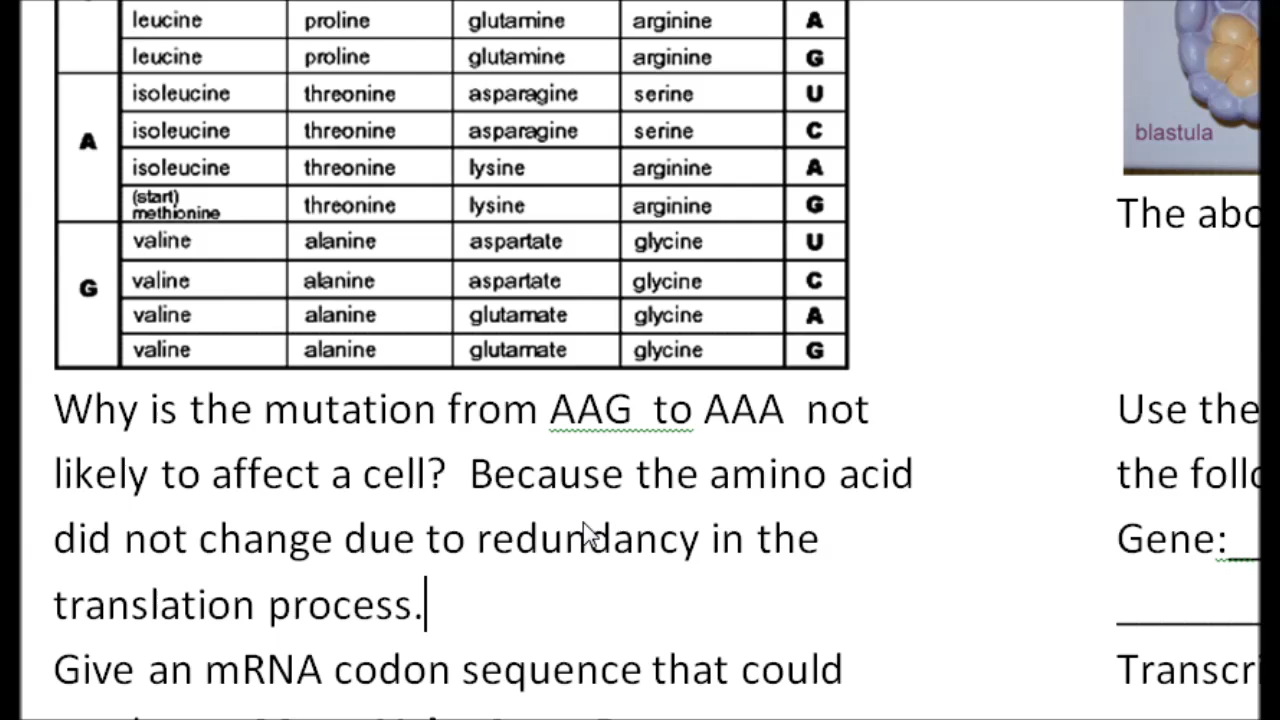 leucine proline glutamine arginine A
leucine proline glutamine arginine G
isoleucine threonine asparagine serine U
isoleucine threonine asparagine serine C
A
isoleucine threonine lysine arginine A
(start)
methionine threonine lysine arginine G
valine alanine aspartate glycine U
valine alanine aspartate glycine C
G
valine alanine glutamate glycine A
valine alanine glutamate glycine G
Why is the mutation from AAG to AAA not
likely to affect a cell? Because the amino acid
did not change due to redundancy in the
translation process.
Give an mRNA codon sequence that could
blastula
The abo
Use the
the follo
Gene:__
Transcri